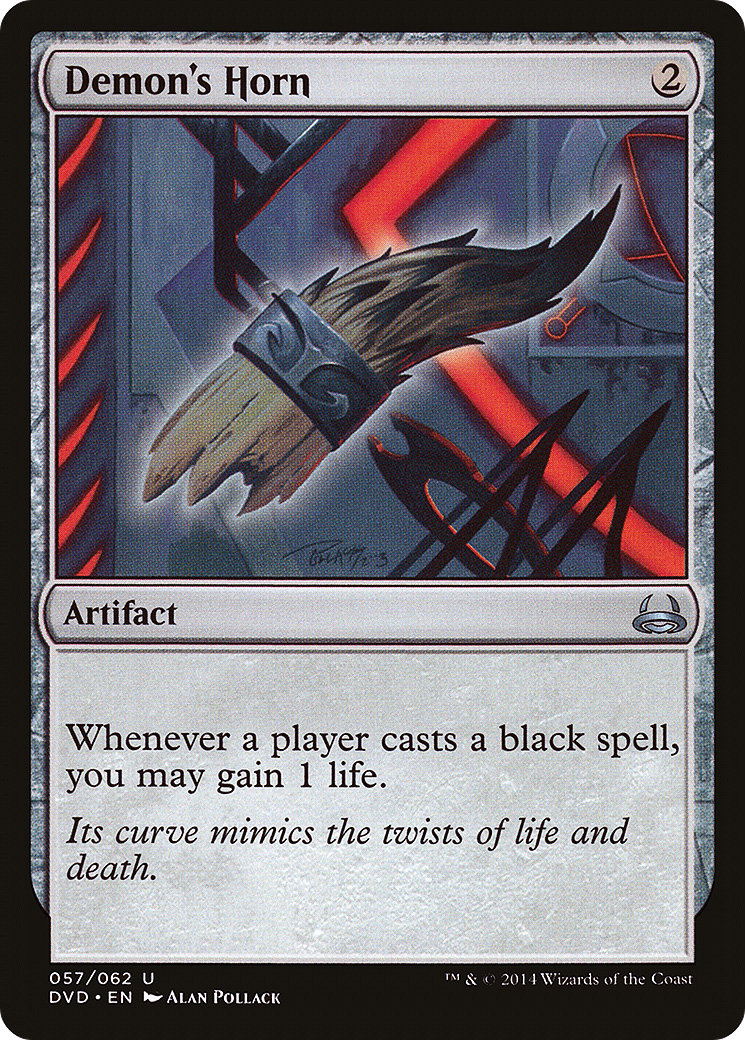 Demon's Horn 2
Artifact
Whenever a player casts a black spell,
you may gain 1 life.
Its curve mimics the twists of life and
death.
057/062 U
™ & © 2014 Wizards of the Coast
DVD • EN Alan Pollack